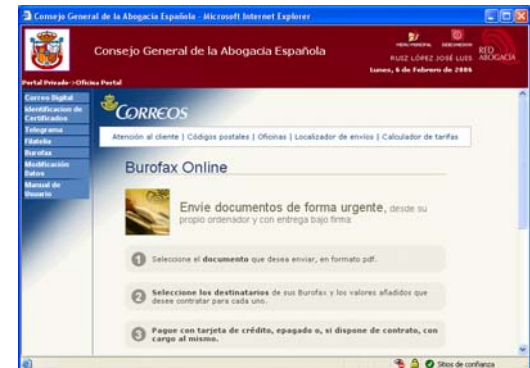 Consejo General de la Abogacía Española - Microsoft Internet Explorer
Consejo General de la Abogacía Española
MENU PERSONAL DESCONEXION
RUIZ LÓPEZ JOSÉ LUIS
RED ABOGACÍA
Lunes, 6 de Febrero de 2006
Portal Privado->Oficina Postal
Correo Digital
Identificacion de
Certificados
Telegrama
Filatelia
Burofax
Modificación
Datos
Manual de
Usuario
CORREOS
Atención al cliente | Códigos postales | Oficinas | Localizador de envíos | Calculador de tarifas
Burofax Online
Envíe documentos de forma urgente, desde su
propio ordenador y con entrega bajo firma:
1 Seleccione el documento que desea enviar, en formato pdf.
2 Seleccione los destinatarios de sus Burofax y los valores añadidos que
desee contratar para cada uno.
3 Pague con tarjeta de crédito, epagado o, si dispone de contrato, con
cargo al mismo.
Sitios de confianza